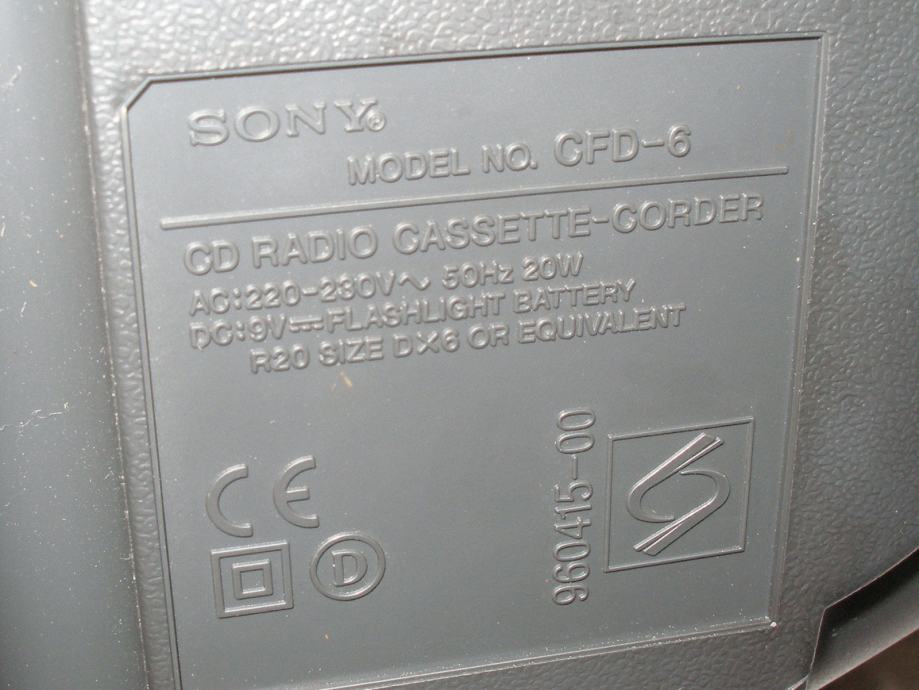 SONY®
MODEL NO. CFD-6
CD RADIO CASSETTE-CORDER
AC:220-230V~ 50Hz 20W
DC:9V⎓FLASHLIGHT BATTERY
R20 SIZE D×6 OR EQUIVALENT
CE
D
960415-00
S